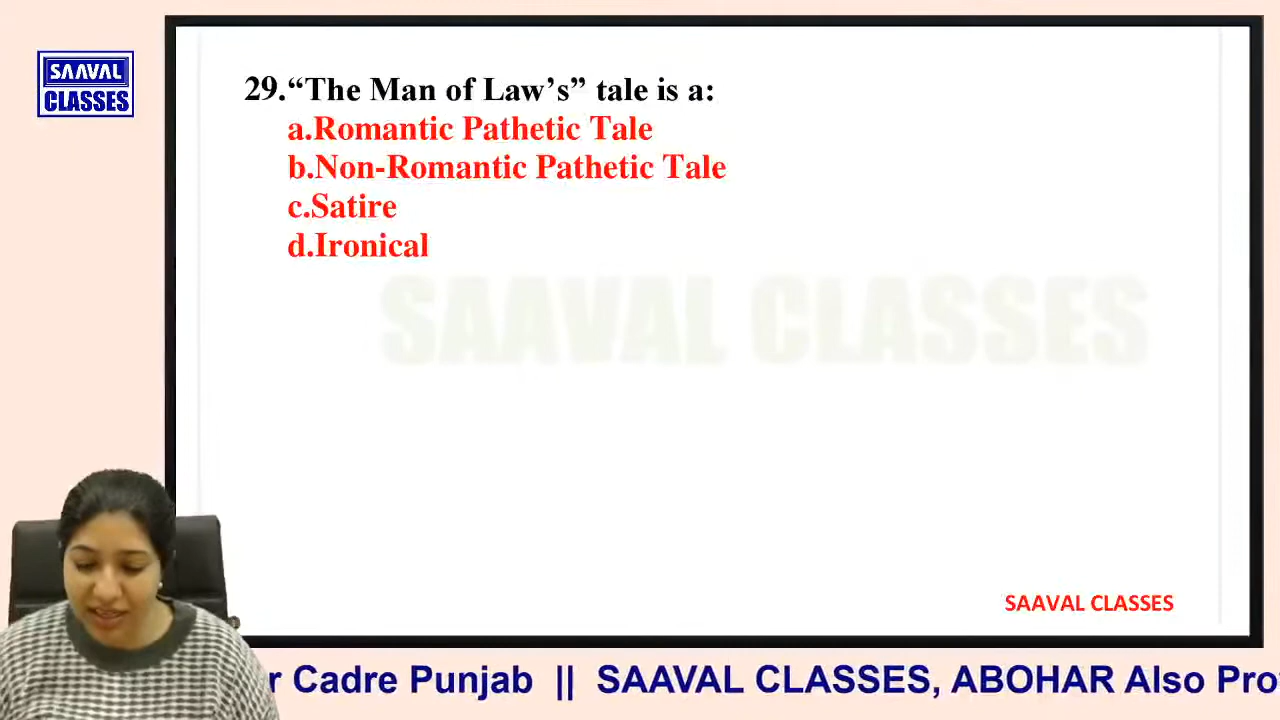 SAAVAL
CLASSES
29.“The Man of Law’s” tale is a:
a.Romantic Pathetic Tale
b.Non-Romantic Pathetic Tale
c.Satire
d.Ironical
SAAVAL CLASSES
SAAVAL CLASSES
r Cadre Punjab || SAAVAL CLASSES, ABOHAR Also Pro